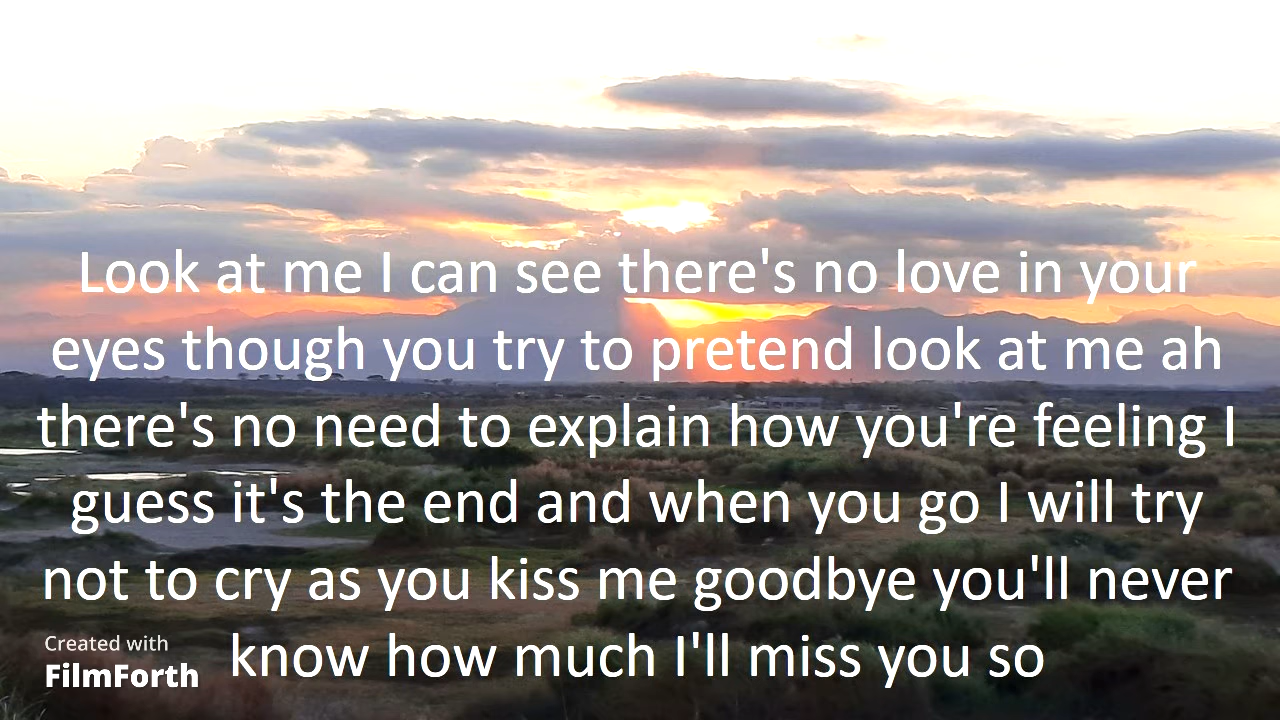 Look at me I can see there's no love in your
eyes though you try to pretend look at me ah
there's no need to explain how you're feeling I
guess it's the end and when you go I will try
not to cry as you kiss me goodbye you'll never
know how much I'll miss you so
Created with
FilmForth